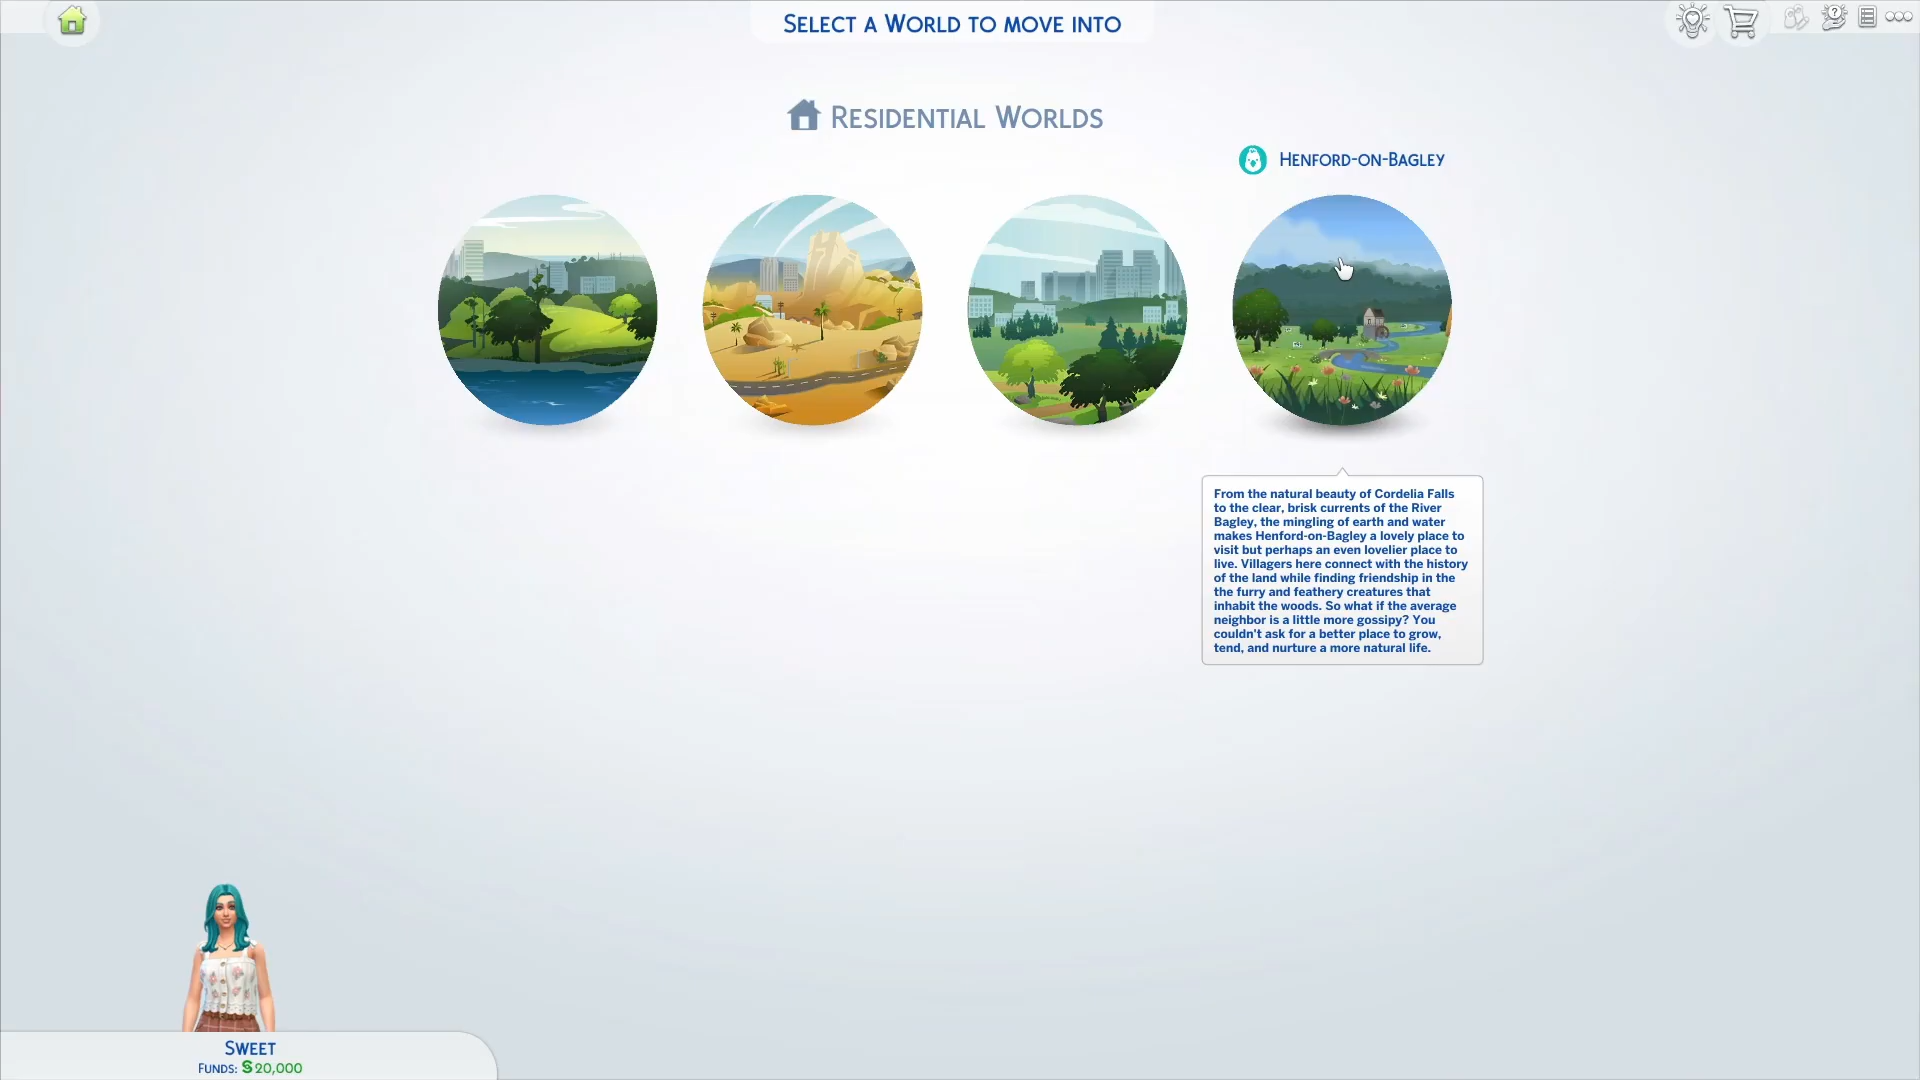 SELECT A WORLD TO MOVE INTO
RESIDENTIAL WORLDS
HENFORD-ON-BAGLEY
From the natural beauty of Cordelia Falls
to the clear, brisk currents of the River
Bagley, the mingling of earth and water
makes Henford-on-Bagley a lovely place to
visit but perhaps an even lovelier place to
live. Villagers here connect with the history
of the land while finding friendship in the
the furry and feathery creatures that
inhabit the woods. So what if the average
neighbor is a little more gossipy? You
couldn't ask for a better place to grow,
tend, and nurture a more natural life.
SWEET
FUNDS: §20,000